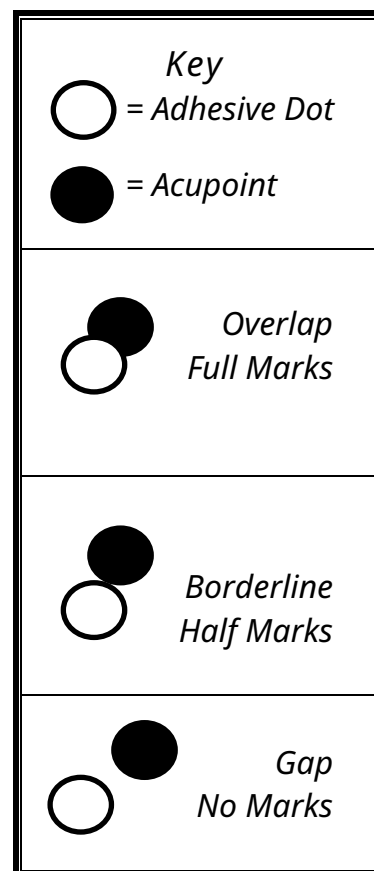 Key
= Adhesive Dot
= Acupoint
Overlap
Full Marks
Borderline
Half Marks
Gap
No Marks